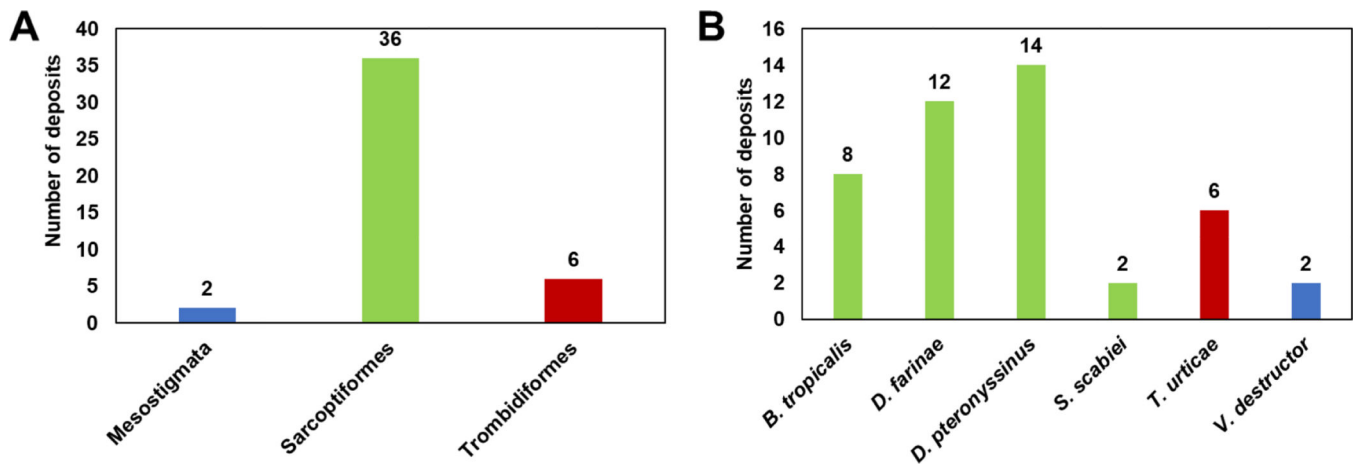 A
Number of deposits
40
35
30
25
20
15
10
5
0
2
36
6
Mesostigmata
Sarcoptiformes
Trombidiformes
B
Number of deposits
16
14
12
10
8
6
4
2
0
8
12
14
2
6
2
B. tropicalis
D. farinae
D. pteronyssinus
S. scabiei
T. urticae
V. destructor